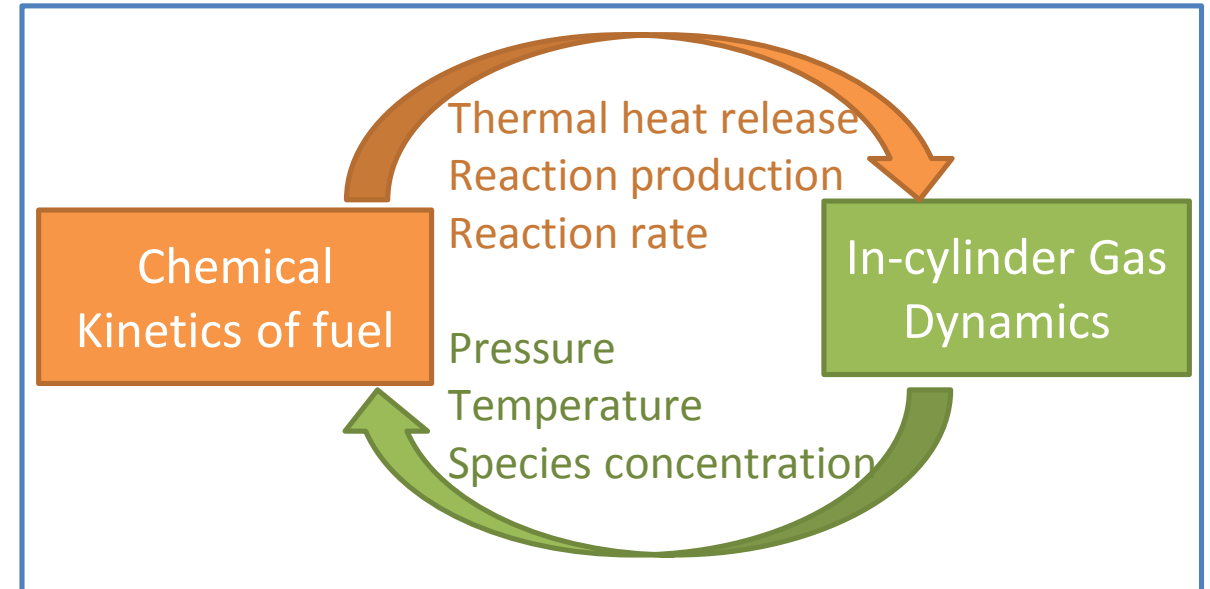 Thermal heat release
Reaction production
Reaction rate
Chemical
Kinetics of fuel
In-cylinder Gas
Dynamics
Pressure
Temperature
Species concentration